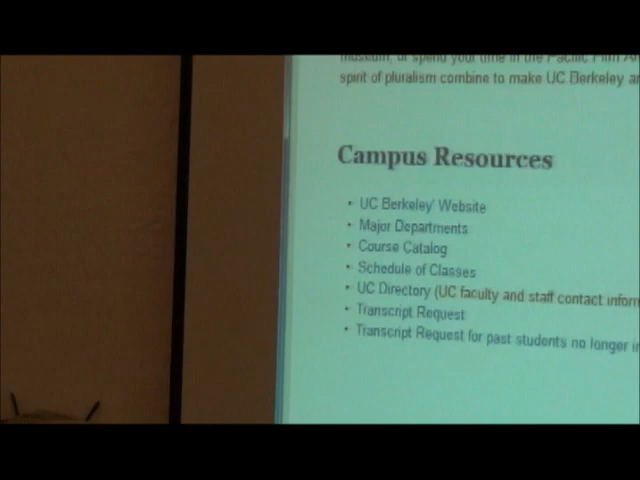 museum, or spend your time in the Pacific Film
spirit of pluralism combine to make UC Berkeley
Campus Resources
• UC Berkeley' Website
• Major Departments
• Course Catalog
• Schedule of Classes
• UC Directory (UC faculty and staff contact inform
• Transcript Request
• Transcript Request for past students no longer